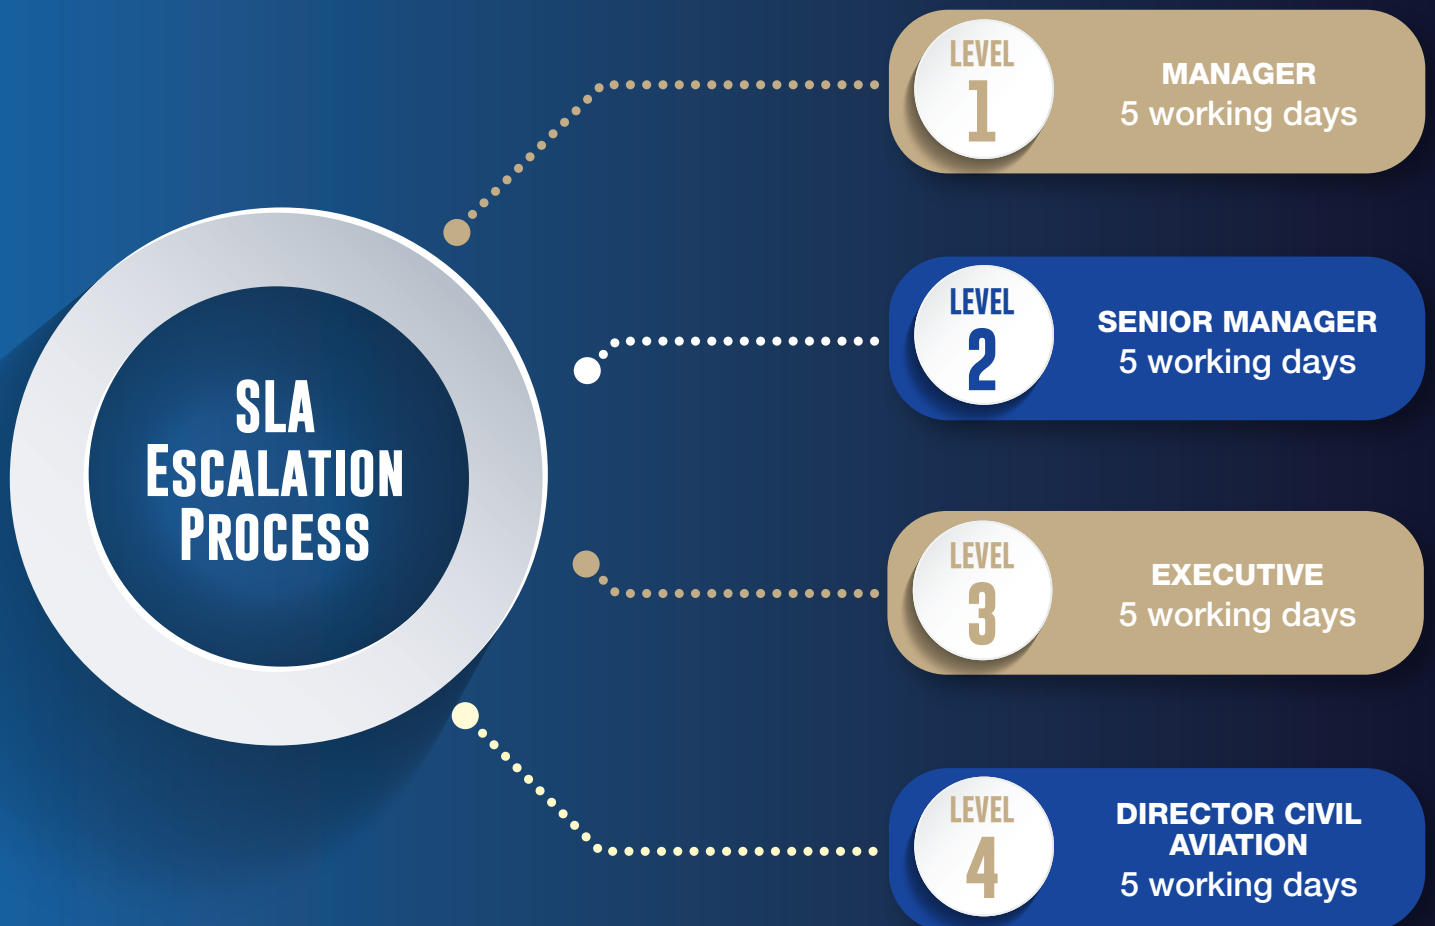 SLA
ESCALATION
PROCESS
LEVEL
1
MANAGER
5 working days
LEVEL
2
SENIOR MANAGER
5 working days
LEVEL
3
EXECUTIVE
5 working days
LEVEL
4
DIRECTOR CIVIL
AVIATION
5 working days